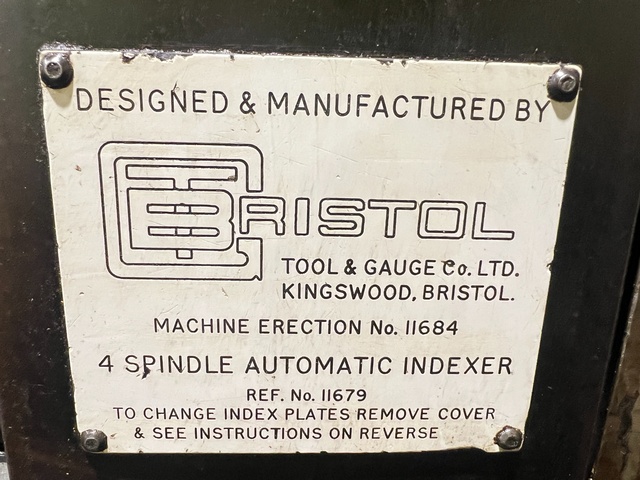 DESIGNED & MANUFACTURED BY
BRISTOL
TOOL & GAUGE Co. LTD.
KINGSWOOD, BRISTOL.
MACHINE ERECTION No. 11684
4 SPINDLE AUTOMATIC INDEXER
REF. No. 11679
TO CHANGE INDEX PLATES REMOVE COVER
& SEE INSTRUCTIONS ON REVERSE